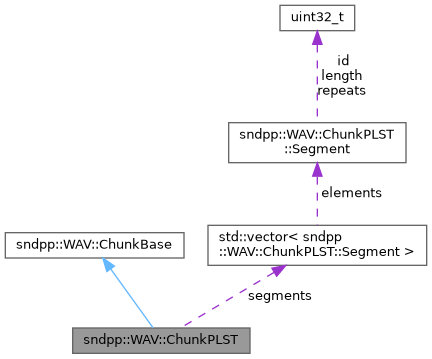 uint32_t
id
length
repeats
sndpp::WAV::ChunkPLST
::Segment
elements
std::vector< sndpp
::WAV::ChunkPLST::Segment >
sndpp::WAV::ChunkBase
segments
sndpp::WAV::ChunkPLST